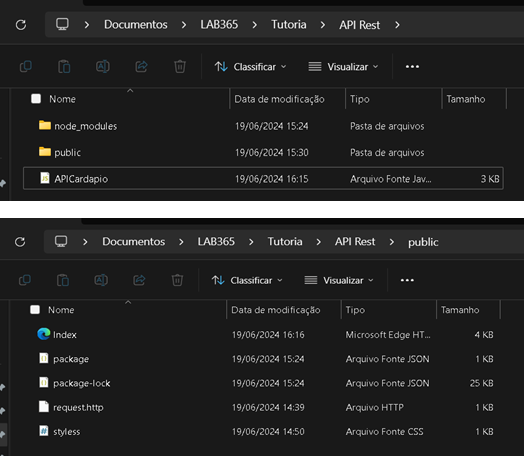 Documentos > LAB365 > Tutoria > API Rest >
Classificar Visualizar ...
Nome Data de modificação Tipo Tamanho
node_modules 19/06/2024 15:24 Pasta de arquivos
public 19/06/2024 15:30 Pasta de arquivos
APICardapio 19/06/2024 16:15 Arquivo Fonte Jav... 3 KB
> Documentos > LAB365 > Tutoria > API Rest > public
Classificar Visualizar ...
Nome Data de modificação Tipo Tamanho
Index 19/06/2024 16:16 Microsoft Edge HT... 4 KB
package 19/06/2024 15:24 Arquivo Fonte JSON 1 KB
package-lock 19/06/2024 15:24 Arquivo Fonte JSON 25 KB
request.http 19/06/2024 14:39 Arquivo HTTP 1 KB
styless 19/06/2024 14:50 Arquivo Fonte CSS 1 KB